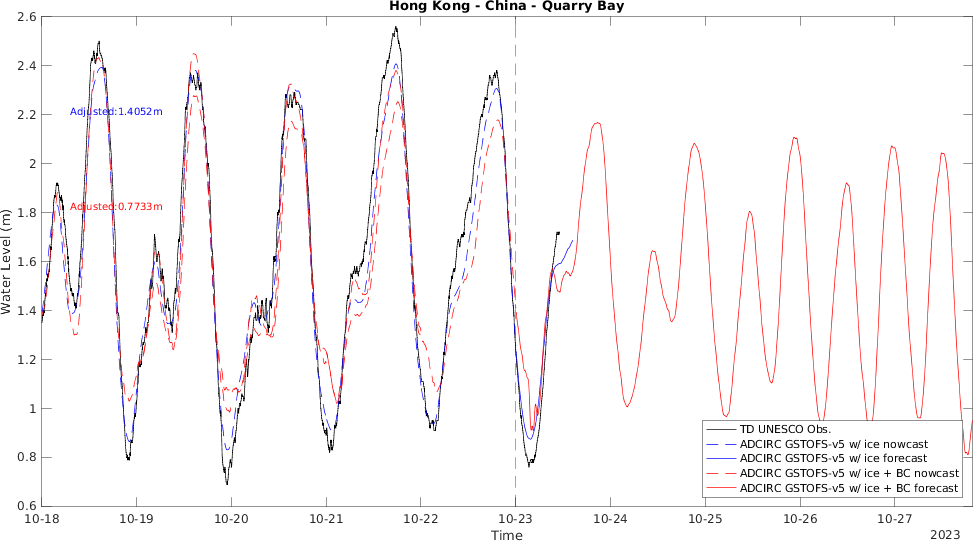 Hong Kong - China - Quarry Bay
2.6
2.4
2.2
2
1.8
1.6
1.4
1.2
1
0.8
0.6
Water Level (m)
Adjusted:1.4052m
Adjusted:0.7733m
TD UNESCO Obs.
ADCIRC GSTOFS-v5 w/ ice nowcast
ADCIRC GSTOFS-v5 w/ ice forecast
ADCIRC GSTOFS-v5 w/ ice + BC nowcast
ADCIRC GSTOFS-v5 w/ ice + BC forecast
10-18 10-19 10-20 10-21 10-22 10-23 10-24 10-25 10-26 10-27
Time
2023